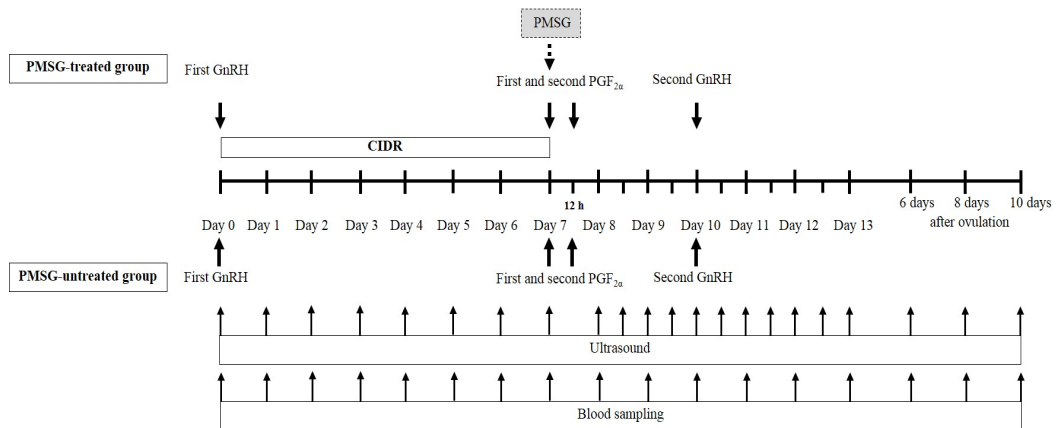 PMSG
PMSG-treated group
First GnRH
First and second PGF2α
Second GnRH
CIDR
12 h
Day 0 Day 1 Day 2 Day 3 Day 4 Day 5 Day 6 Day 7 Day 8 Day 9 Day 10 Day 11 Day 12 Day 13
6 days 8 days 10 days
after ovulation
PMSG-untreated group
First GnRH
First and second PGF2α
Second GnRH
Ultrasound
Blood sampling